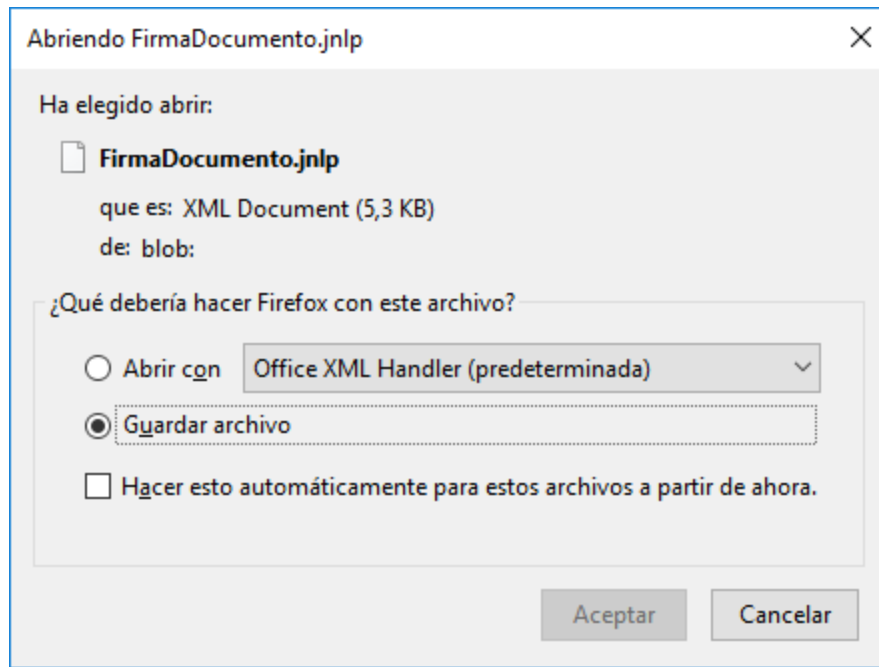 Abriendo FirmaDocumento.jnlp
Ha elegido abrir:
FirmaDocumento.jnlp
que es: XML Document (5,3 KB)
de: blob:
¿Qué debería hacer Firefox con este archivo?
Abrir con Office XML Handler (predeterminada)
Guardar archivo
Hacer esto automáticamente para estos archivos a partir de ahora.
Aceptar Cancelar